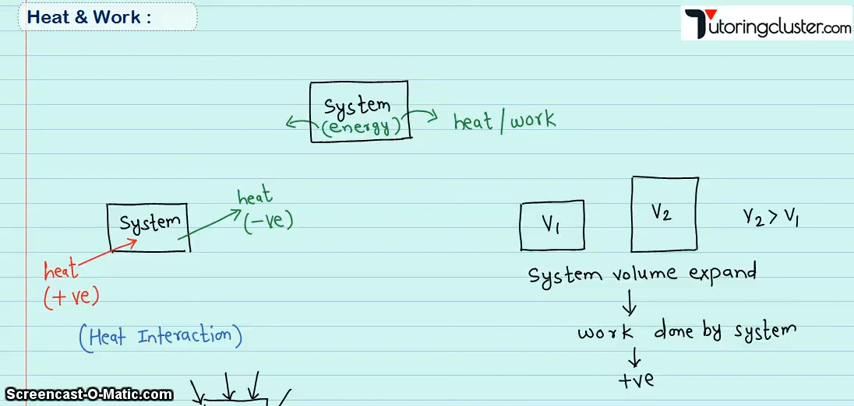 Heat & Work :
Tutoringcluster.com
System
(energy)
heat/work
System
heat
(-ve)
heat
(+ve)
(Heat Interaction)
V1
V2
V2 > V1
System volume expand
work done by system
+ve
Screencast-O-Matic.com